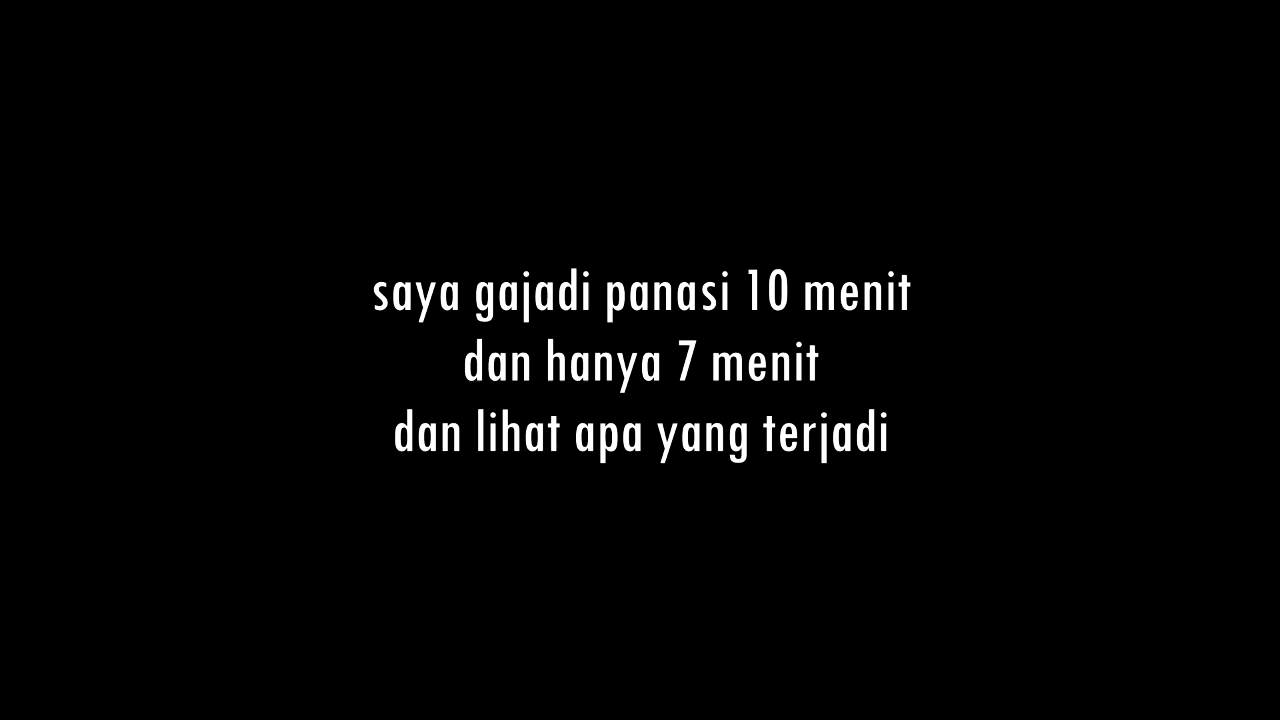 saya gajadi panasi 10 menit
dan hanya 7 menit
dan lihat apa yang terjadi